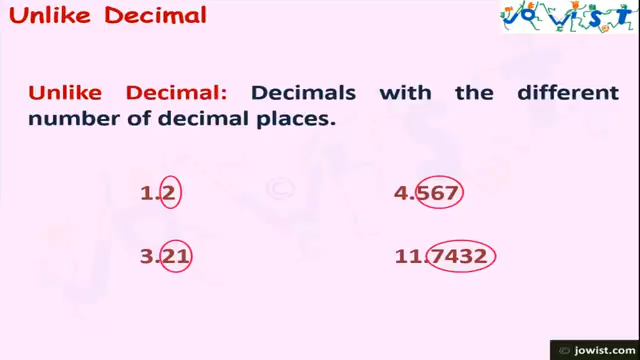 Unlike Decimal
JOWIST
Unlike Decimal: Decimals with the different
number of decimal places.
1.2 4.567
3.21 11.7432
© jowist.com